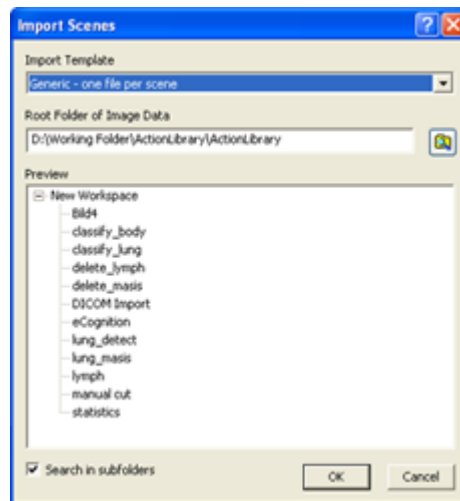 Import Scenes
Import Template
Generic - one file per scene
Root Folder of Image Data
D:\(Working Folder\ActionLibrary\ActionLibrary
Preview
New Workspace
Bild4
classify_body
classify_lung
delete_lymph
delete_masis
DICOM Import
eCognition
lung_detect
lung_masis
lymph
manual cut
statistics
Search in subfolders
OK Cancel